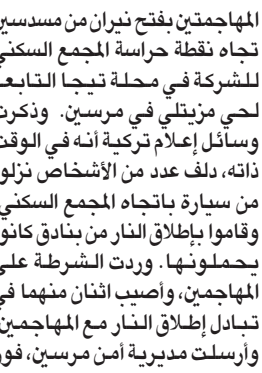 المهاجمتين بفتح نيران من مسدسين
تجاه نقطة حراسة المجمع السكني
للشركة في محلة تيجا التابعة
لحي مزيتلي في مرسين. وذكرت
وسائل إعلام تركية أنه في الوقت
ذاته، دلف عدد من الأشخاص نزلوا
من سيارة باتجاه المجمع السكني،
وقاموا بإطلاق النار من بنادق كانوا
يحملونها. وردت الشرطة على
المهاجمين، وأصيب اثنان منهما في
تبادل إطلاق النار مع المهاجمين.
وأرسلت مديرية أمن مرسين، فور